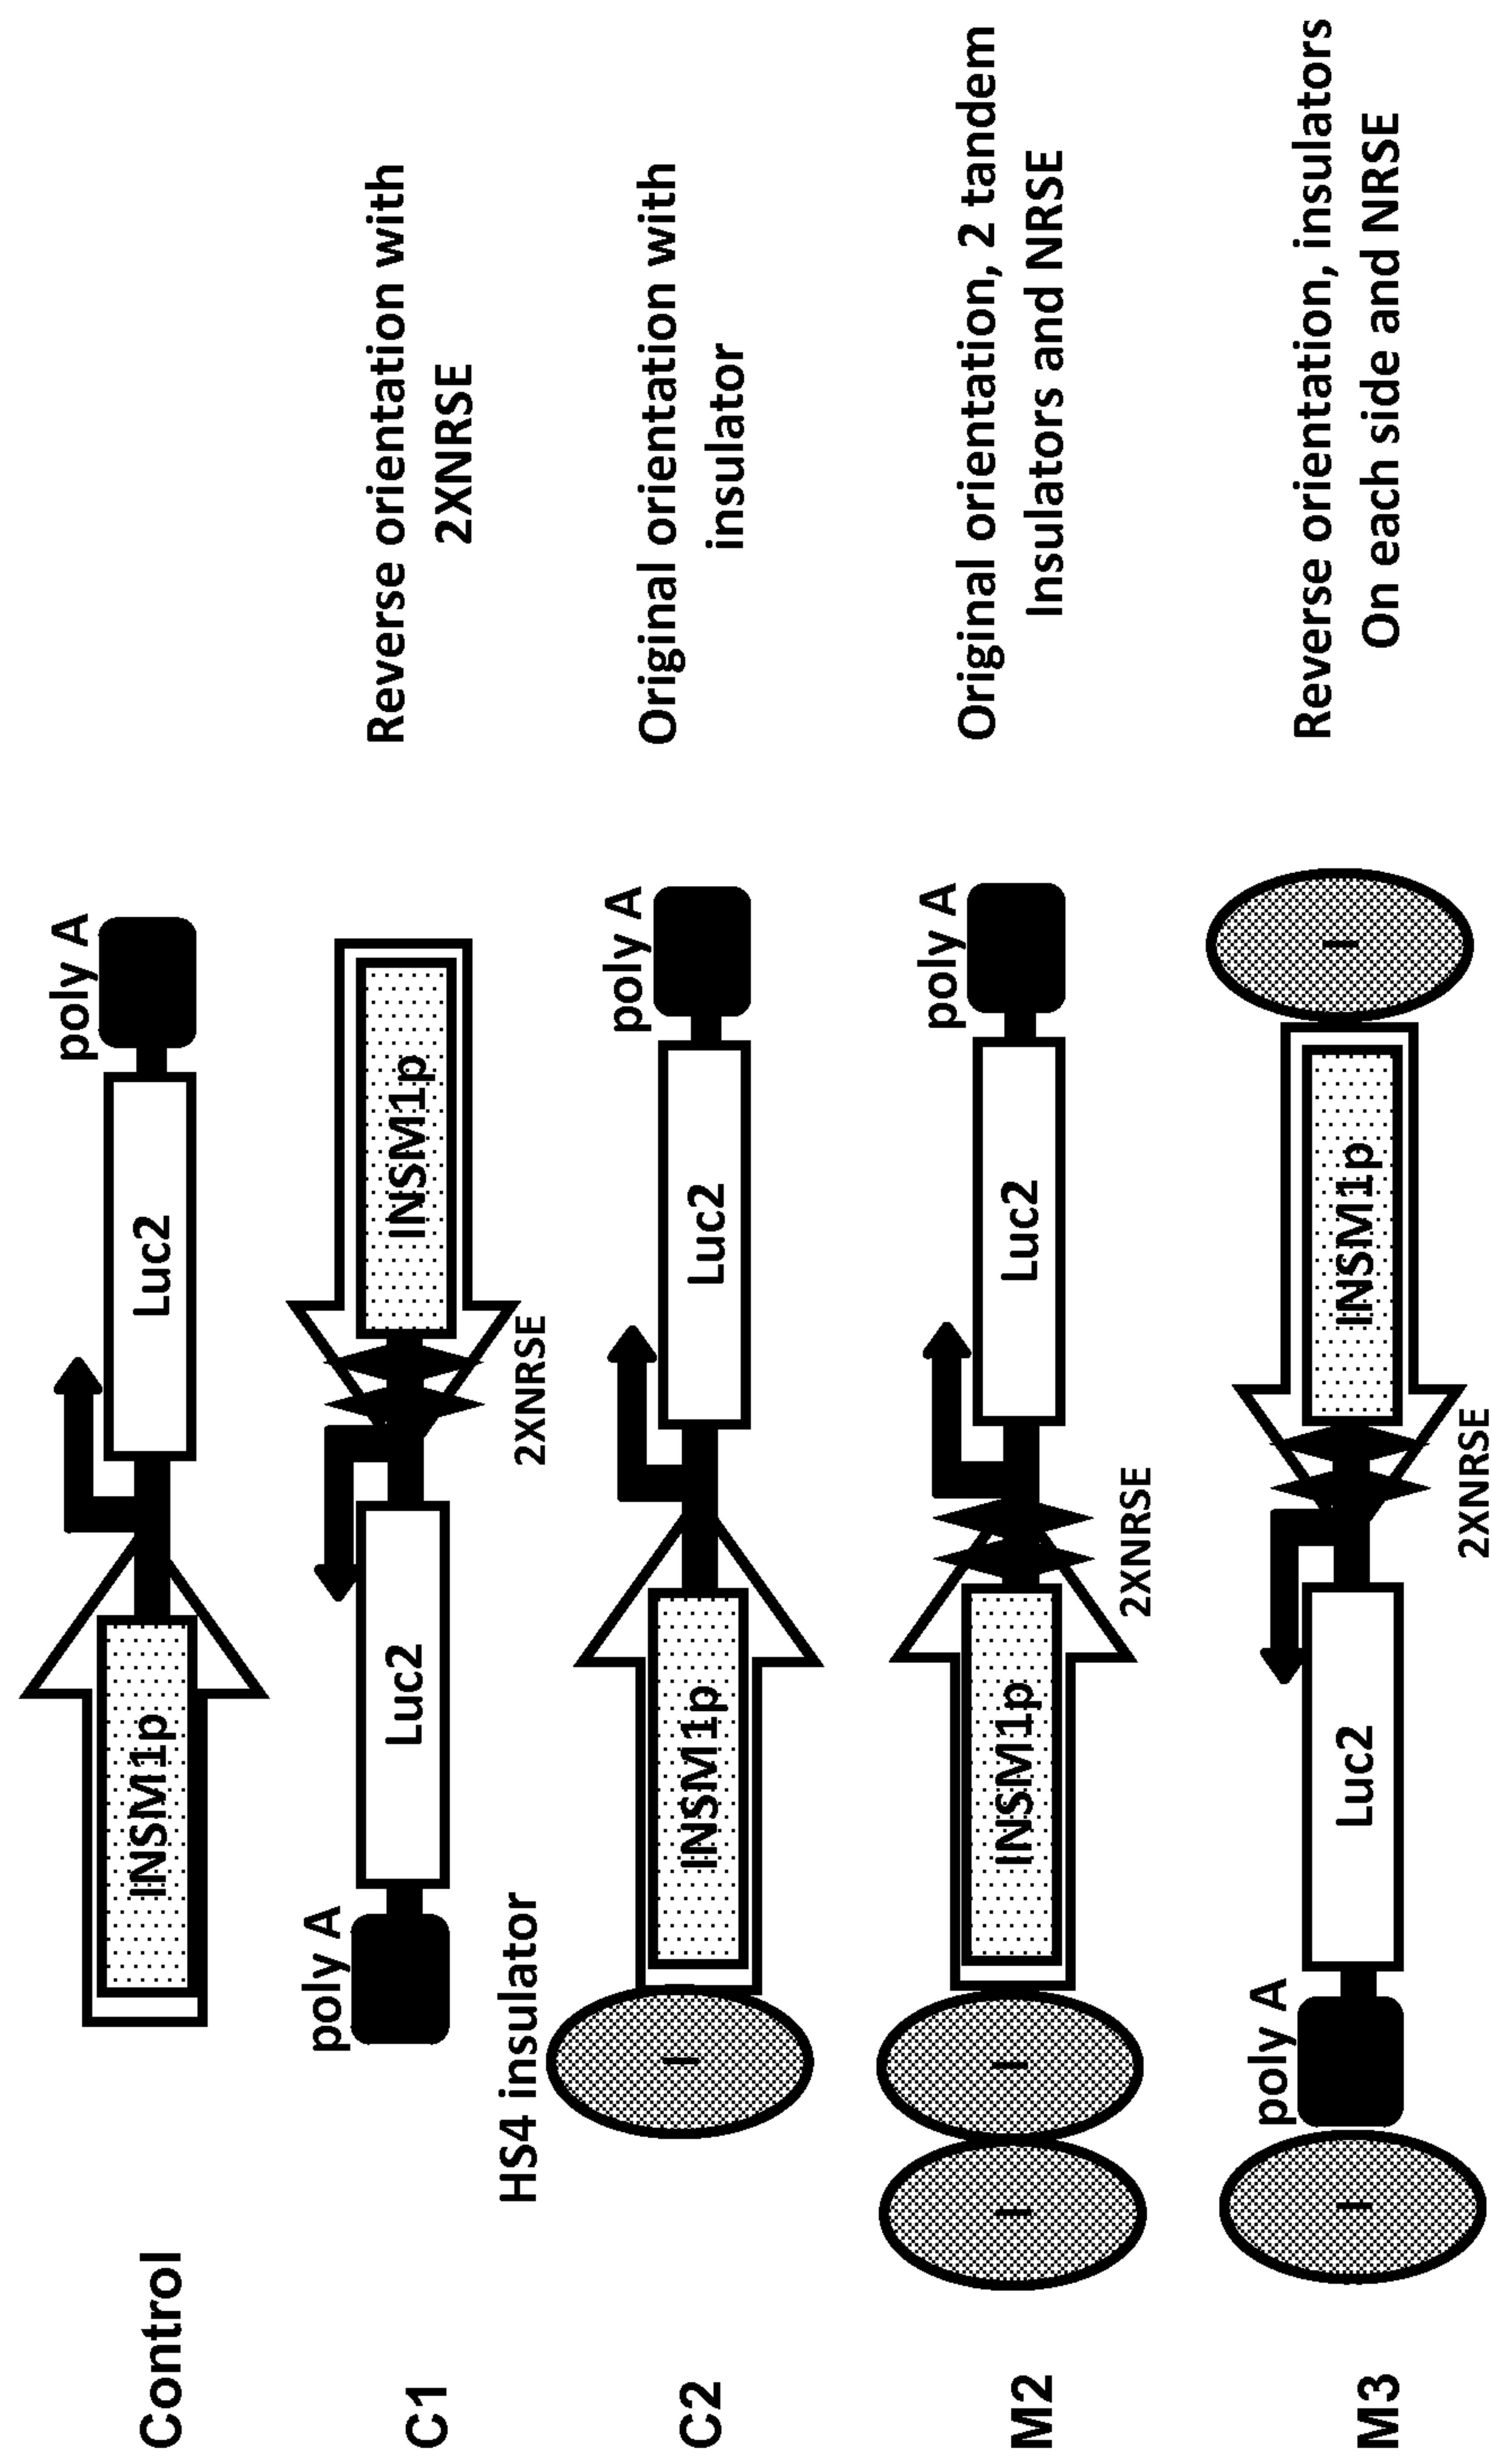 Control
INSM1p
Luc2
poly A
C1
poly A
Luc2
INSM1p
2XNRSE
Reverse orientation with
2XNRSE
C2
HS4 insulator
I
INSM1p
Luc2
poly A
Original orientation with
insulator
M2
I
I
INSM1p
Luc2
poly A
2XNRSE
Original orientation, 2 tandem
Insulators and NRSE
M3
I
poly A
Luc2
INSM1p
I
2XNRSE
Reverse orientation, insulators
On each side and NRSE